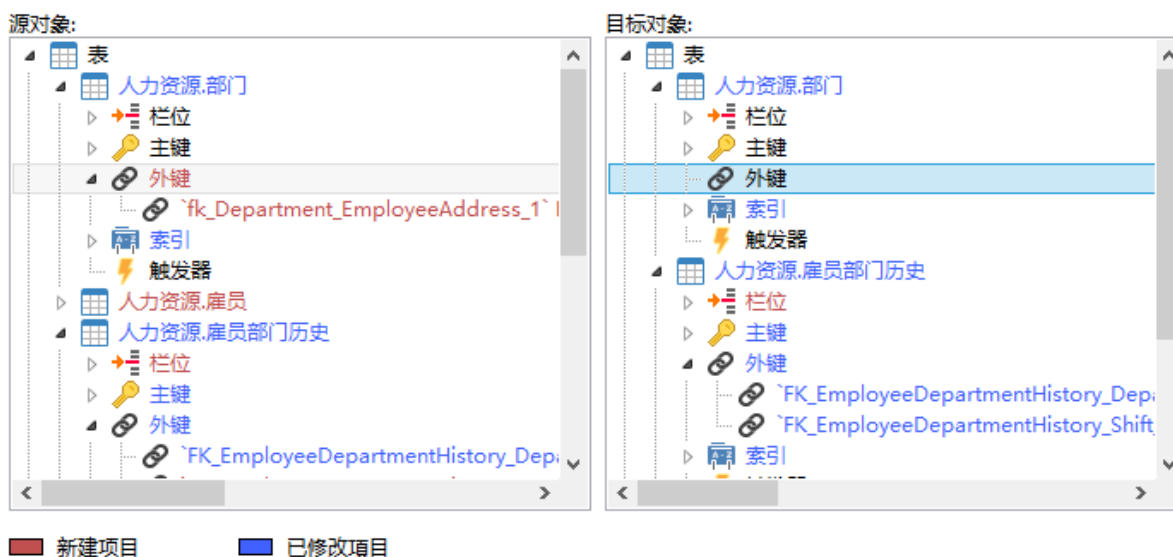 源对象:
表
人力资源.部门
栏位
主键
外键
`fk_Department_EmployeeAddress_1`
索引
触发器
人力资源.雇员
人力资源.雇员部门历史
栏位
主键
外键
`FK_EmployeeDepartmentHistory_Depa
目标对象:
表
人力资源.部门
栏位
主键
外键
索引
触发器
人力资源.雇员部门历史
栏位
主键
外键
`FK_EmployeeDepartmentHistory_Depa
`FK_EmployeeDepartmentHistory_Shift_
索引
新建项目
已修改項目